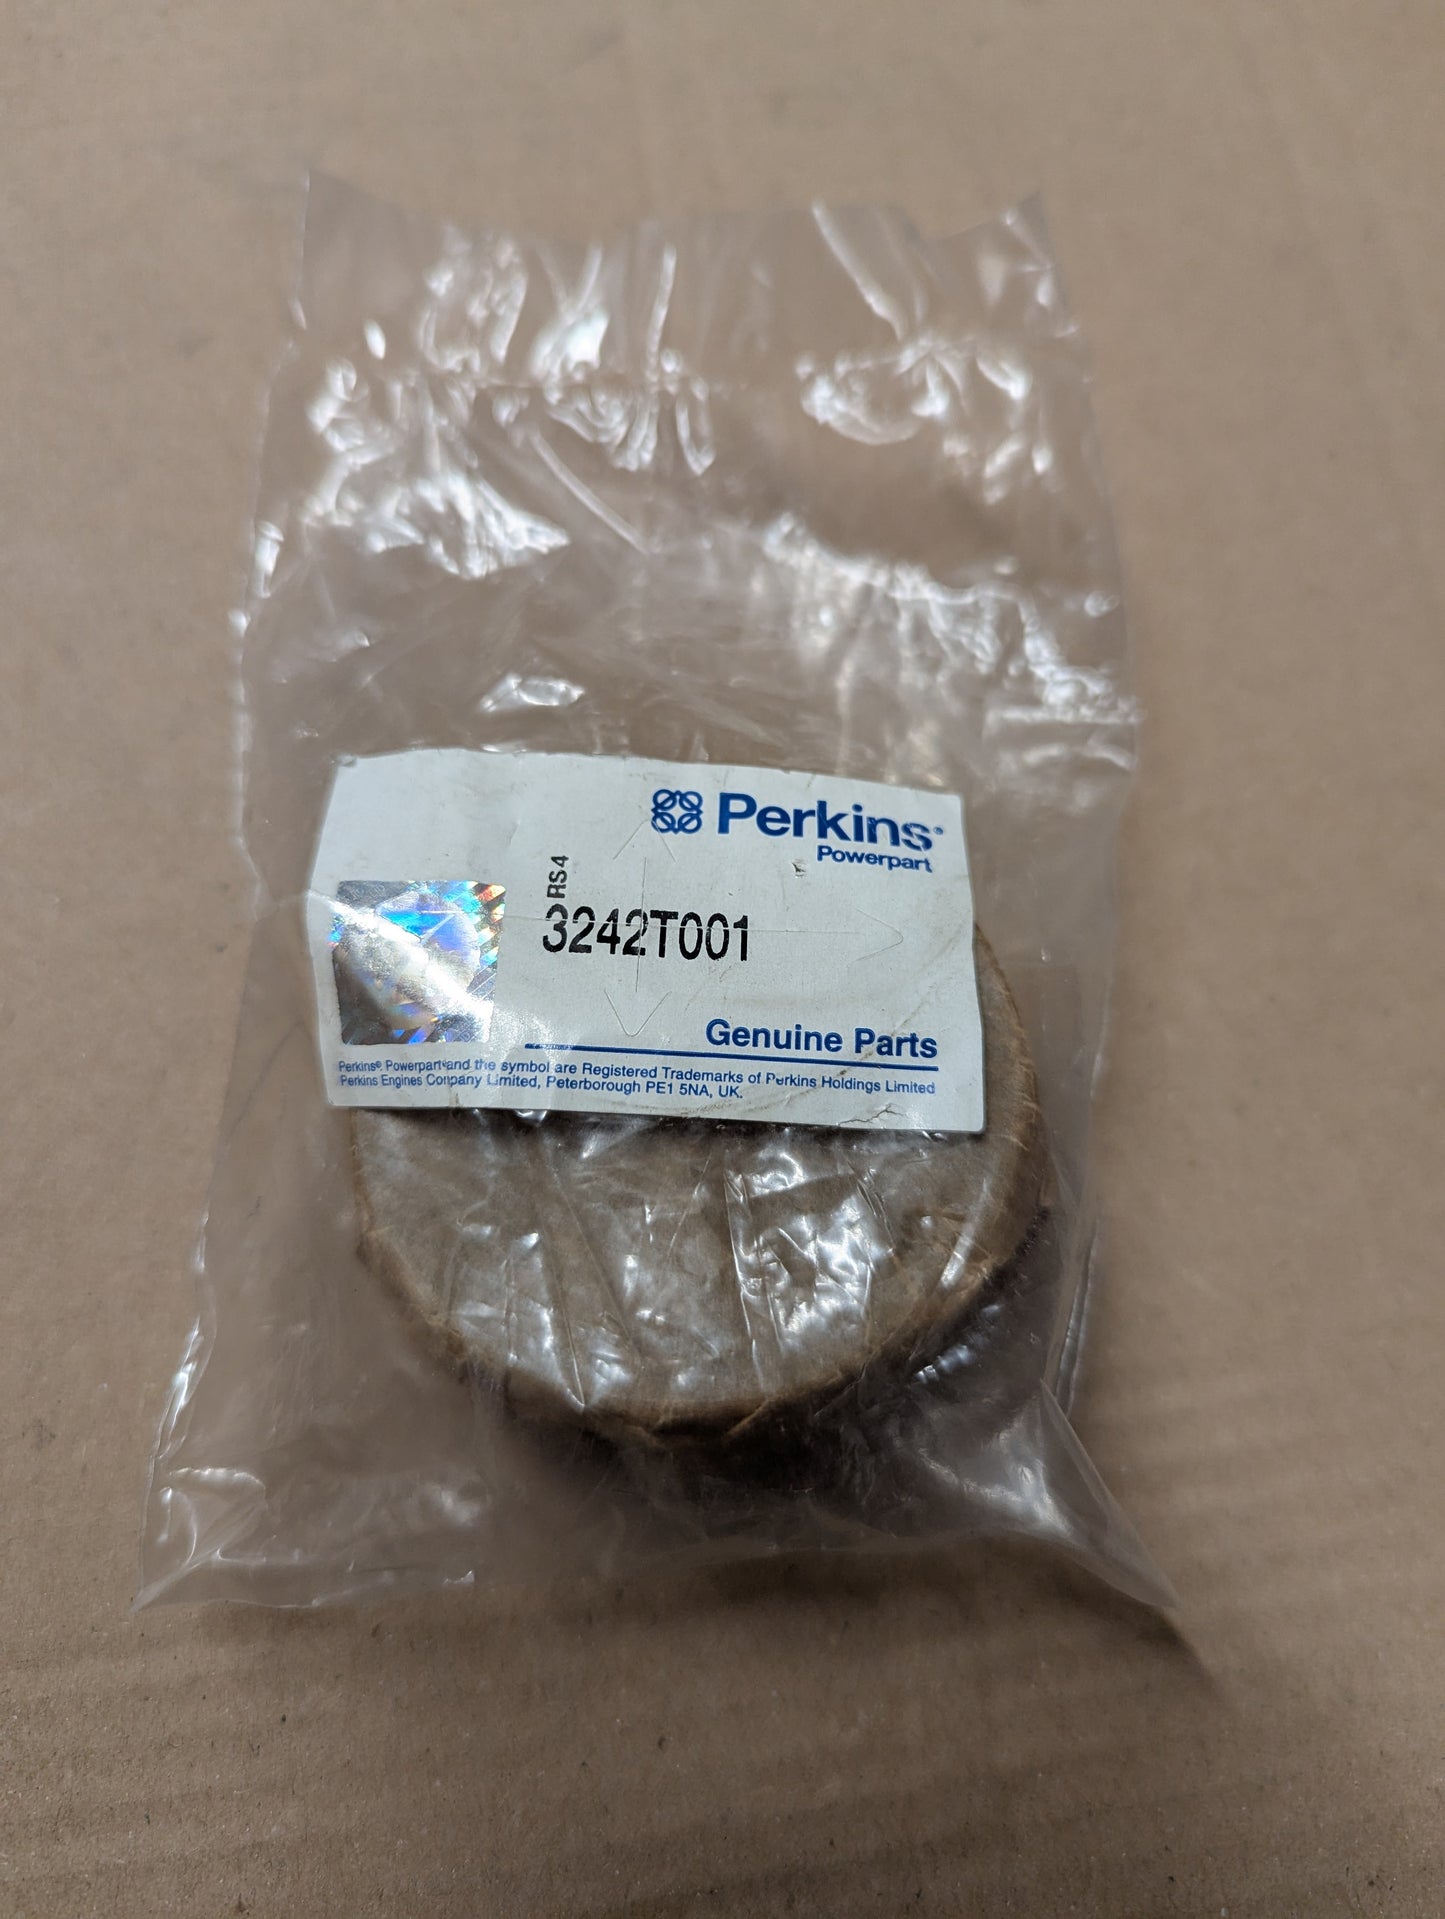 Perkins®
Powerpart
RS4
3242T001
Genuine Parts
Perkins® Powerpart® and the symbol are Registered Trademarks of Perkins Holdings Limited
Perkins Engines Company Limited, Peterborough PE1 5NA, UK.